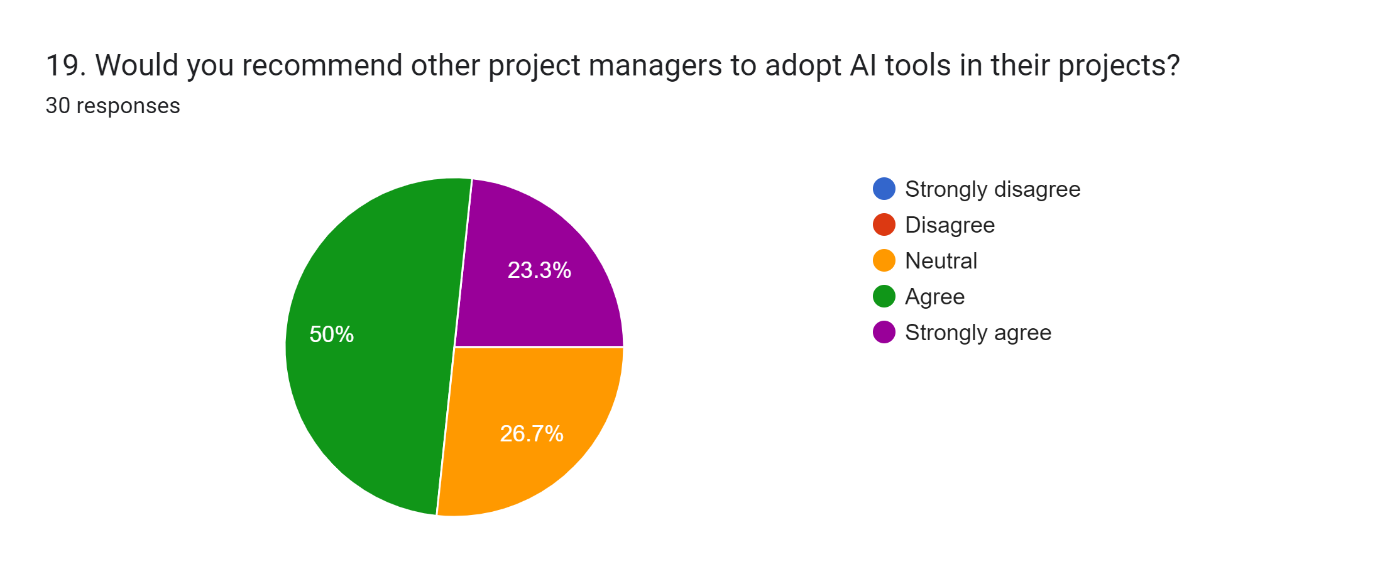 19. Would you recommend other project managers to adopt AI tools in their projects?
30 responses
23.3%
50%
26.7%
Strongly disagree
Disagree
Neutral
Agree
Strongly agree